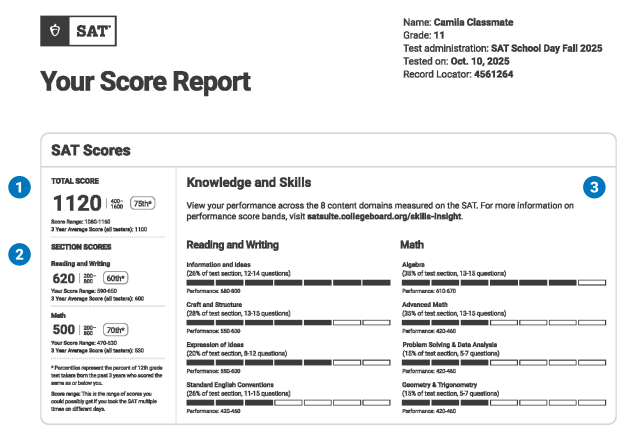 SAT
Name: Camila Classmate
Grade: 11
Test administration: SAT School Day Fall 2025
Tested on: Oct. 10, 2025
Record Locator: 4561264
Your Score Report
SAT Scores
1
TOTAL SCORE
1120
400–
1600
75th*
Score Range: 1080-1160
3 Year Average Score (all testers): 1100
2
SECTION SCORES
Reading and Writing
620
200–
800
60th*
Your Score Range: 590-650
3 Year Average Score (all testers): 600
Math
500
200–
800
70th*
Your Score Range: 470-530
3 Year Average Score (all testers): 530
* Percentiles represent the percent of 12th grade
test takers from the past 3 years who scored the
same as or below you.
Score range: This is the range of scores you
could possibly get if you took the SAT multiple
times on different days.
3
Knowledge and Skills
View your performance across the 8 content domains measured on the SAT. For more information on
performance score bands, visit satsuite.collegeboard.org/skills-insight.
Reading and Writing
Information and Ideas
(26% of test section, 12-14 questions)
Performance: 680-800
Craft and Structure
(28% of test section, 13-15 questions)
Performance: 550-600
Expression of Ideas
(20% of test section, 8-12 questions)
Performance: 550-600
Standard English Conventions
(26% of test section, 11-15 questions)
Performance: 420-460
Math
Algebra
(35% of test section, 13-15 questions)
Performance: 610-670
Advanced Math
(35% of test section, 13-15 questions)
Performance: 420-460
Problem Solving & Data Analysis
(15% of test section, 5-7 questions)
Performance: 420-460
Geometry & Trigonometry
(15% of test section, 5-7 questions)
Performance: 420-460